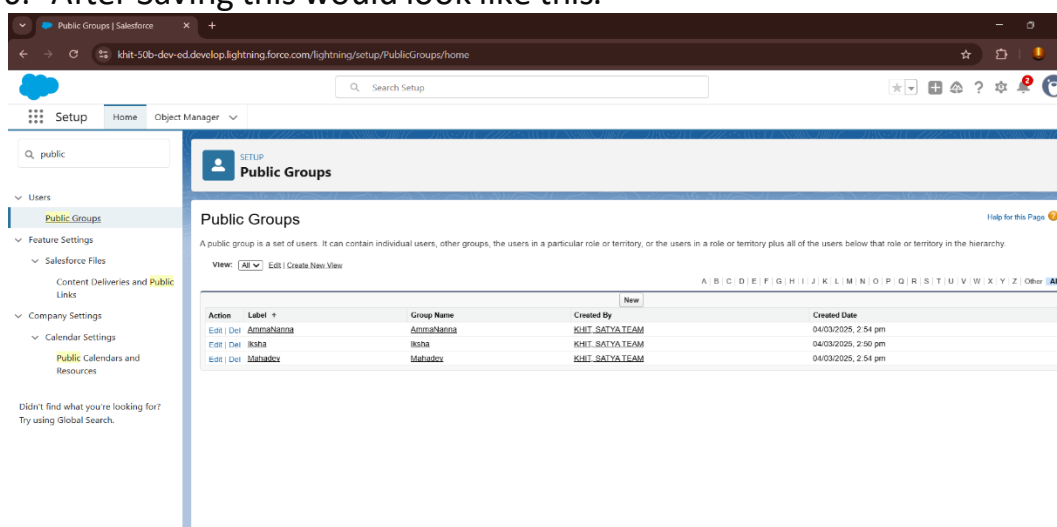 After Saving this would look like this.
Public Groups | Salesforce
khit-50b-dev-ed.develop.lightning.force.com/lightning/setup/PublicGroups/home
Search Setup
2
Setup Home Object Manager
public
SETUP
Public Groups
Users
Public Groups
Feature Settings
Salesforce Files
Content Deliveries and Public
Links
Company Settings
Calendar Settings
Public Calendars and
Resources
Didn't find what you're looking for?
Try using Global Search.
Public Groups
Help for this Page
A public group is a set of users. It can contain individual users, other groups, the users in a particular role or territory, or the users in a role or territory plus all of the users below that role or territory in the hierarchy.
View: All Edit | Create New View
A | B | C | D | E | F | G | H | I | J | K | L | M | N | O | P | Q | R | S | T | U | V | W | X | Y | Z | Other
New
Action Label Group Name Created By Created Date
Edit | Del AmmaNanna AmmaNanna KHIT, SATYA TEAM 04/03/2025, 2:54 pm
Edit | Del Iksha Iksha KHIT, SATYA TEAM 04/03/2025, 2:50 pm
Edit | Del Mahadev Mahadev KHIT, SATYA TEAM 04/03/2025, 2:54 pm